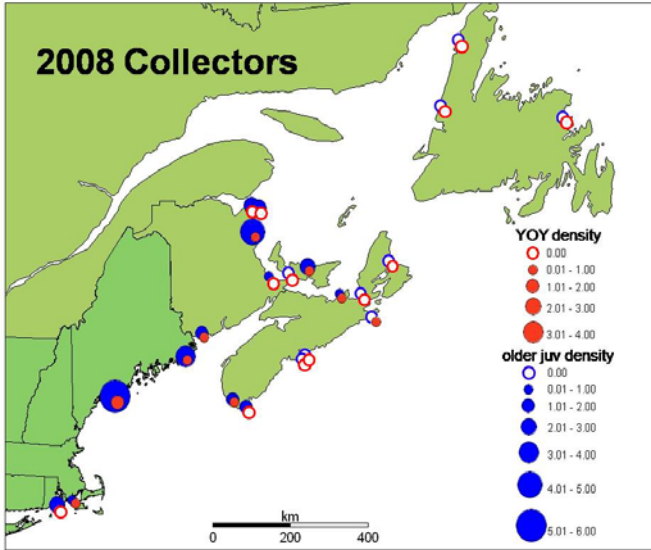 2008 Collectors
YOY density
0.00
0.01 - 1.00
1.01 - 2.00
2.01 - 3.00
3.01 - 4.00
older juv density
0.00
0.01 - 1.00
1.01 - 2.00
2.01 - 3.00
3.01 - 4.00
4.01 - 5.00
5.01 - 6.00
km
0 200 400